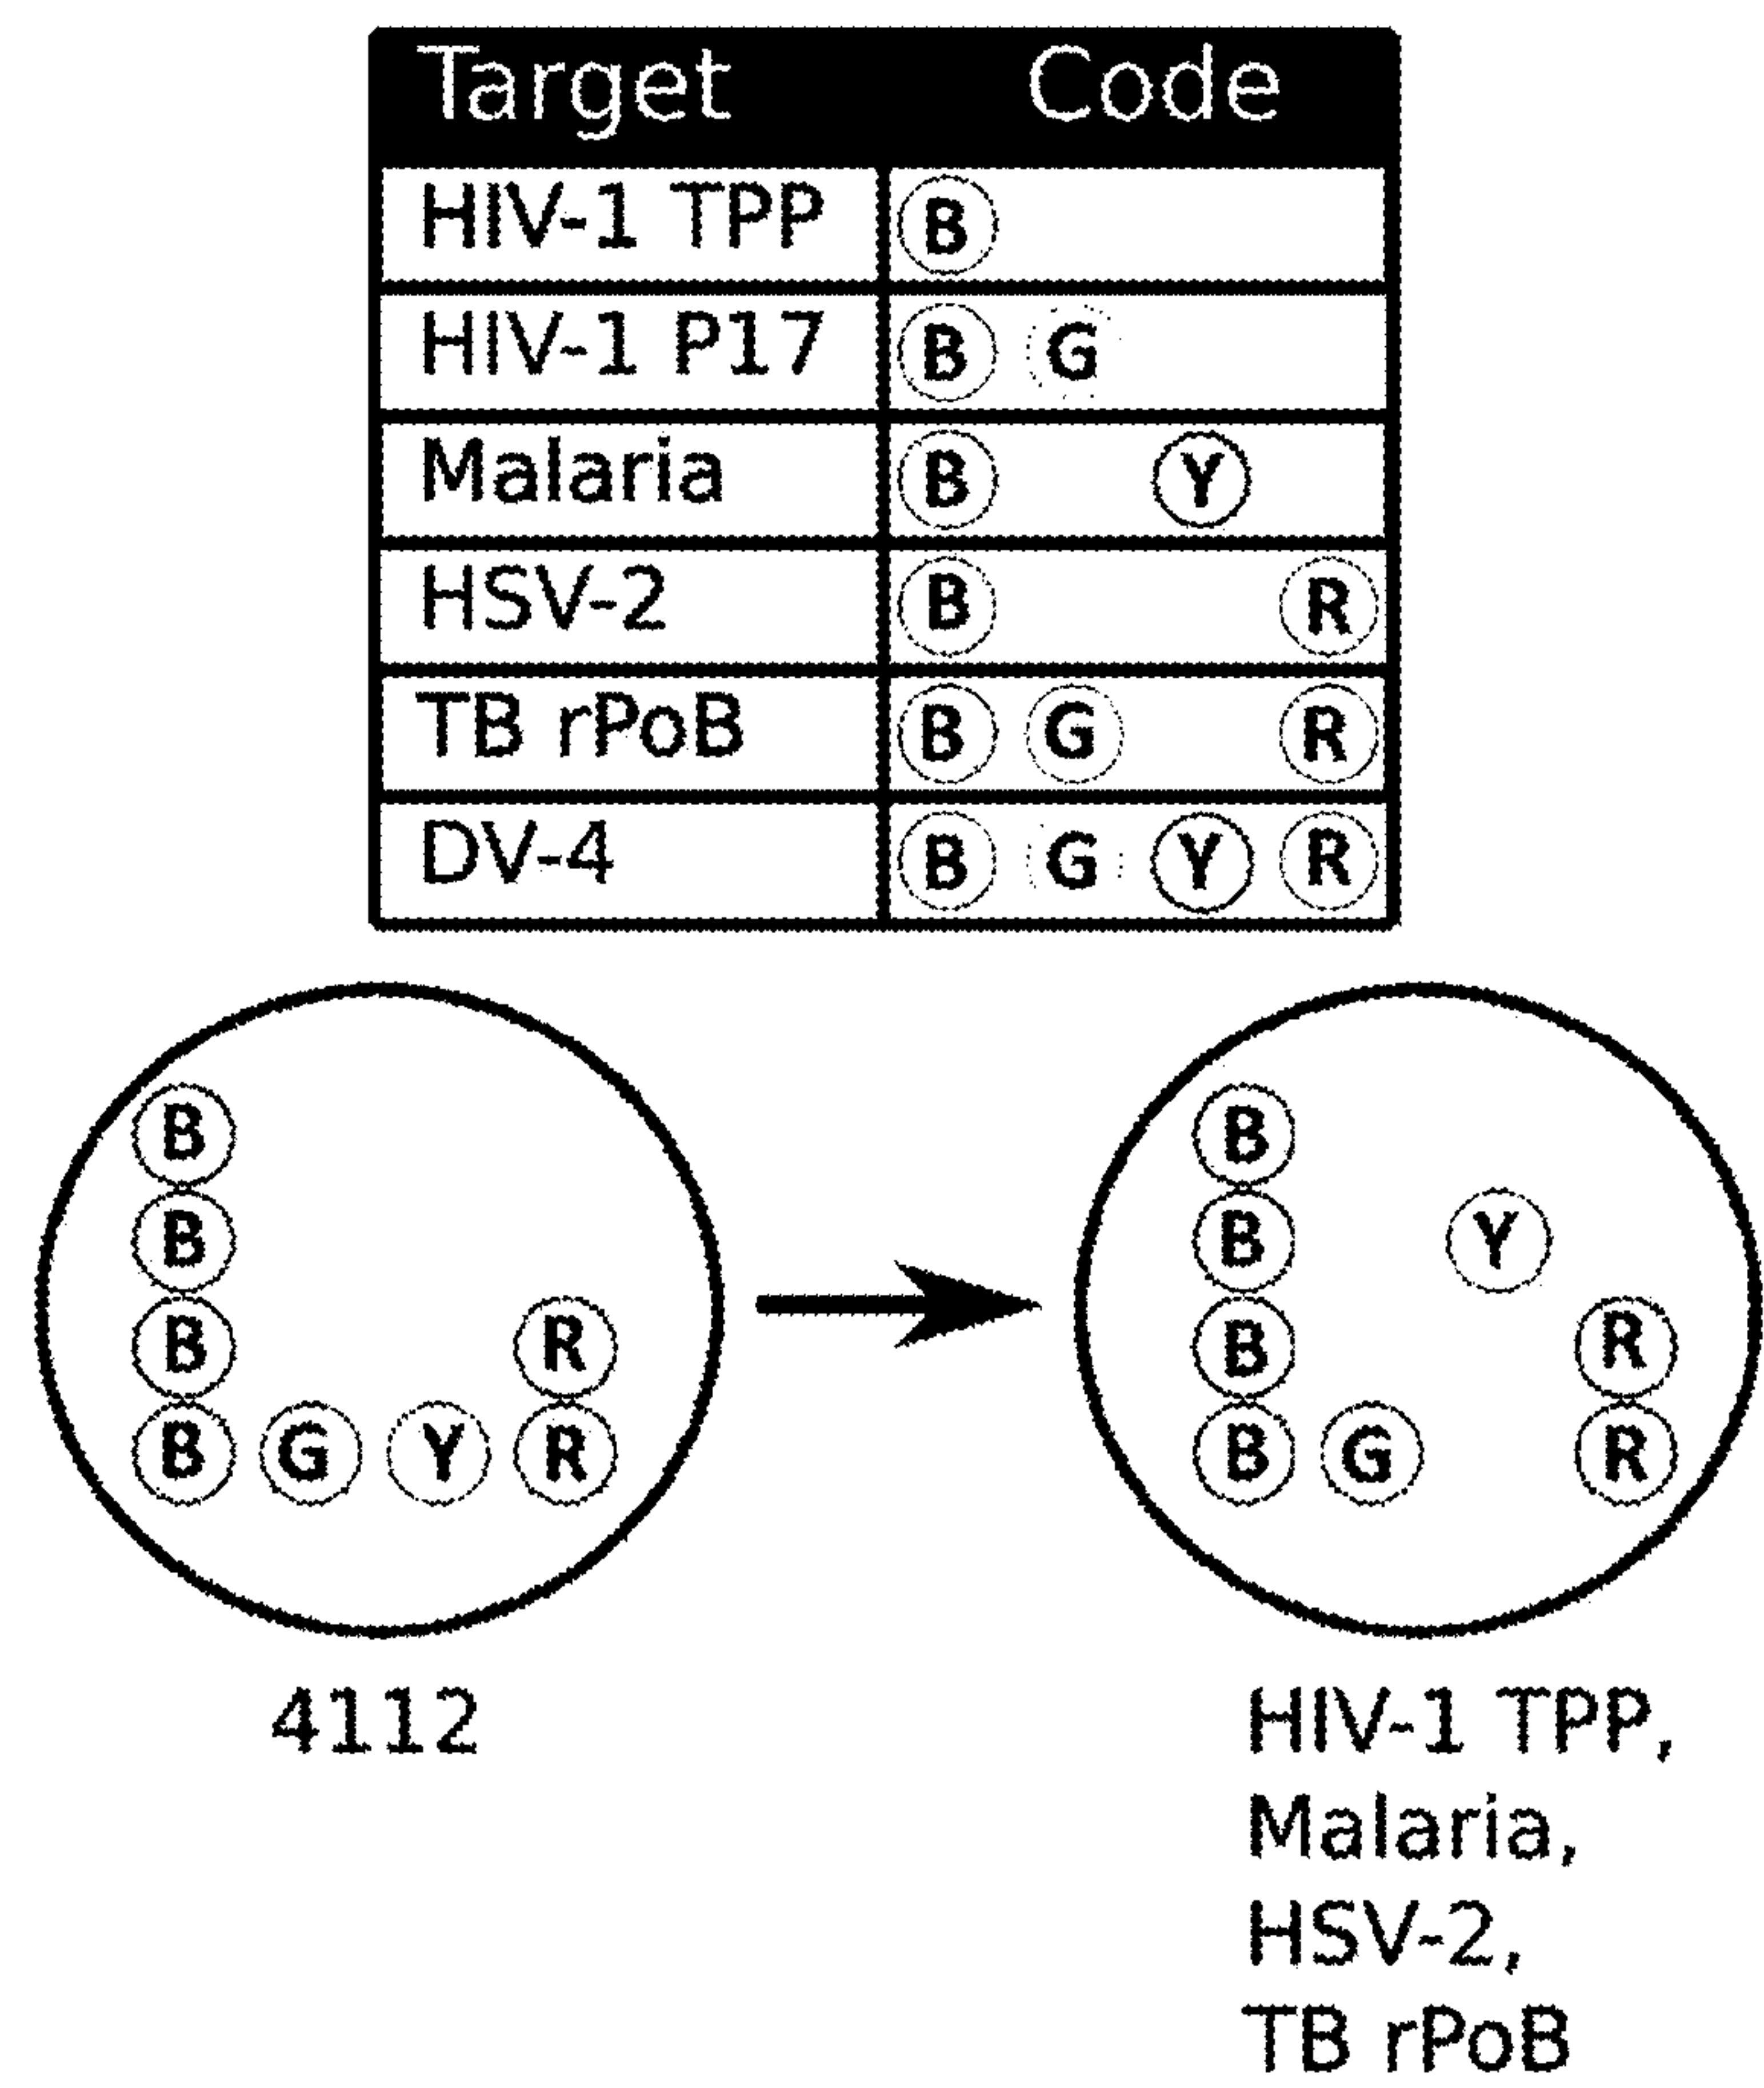 Target Code
HIV-1 TPP B
HIV-1 P17 B G
Malaria B Y
HSV-2 B R
TB rPoB B G R
DV-4 B G Y R
B
B
B R
B G Y R
4112
B
B Y
B R
B G R
HIV-1 TPP,
Malaria,
HSV-2,
TB rPoB